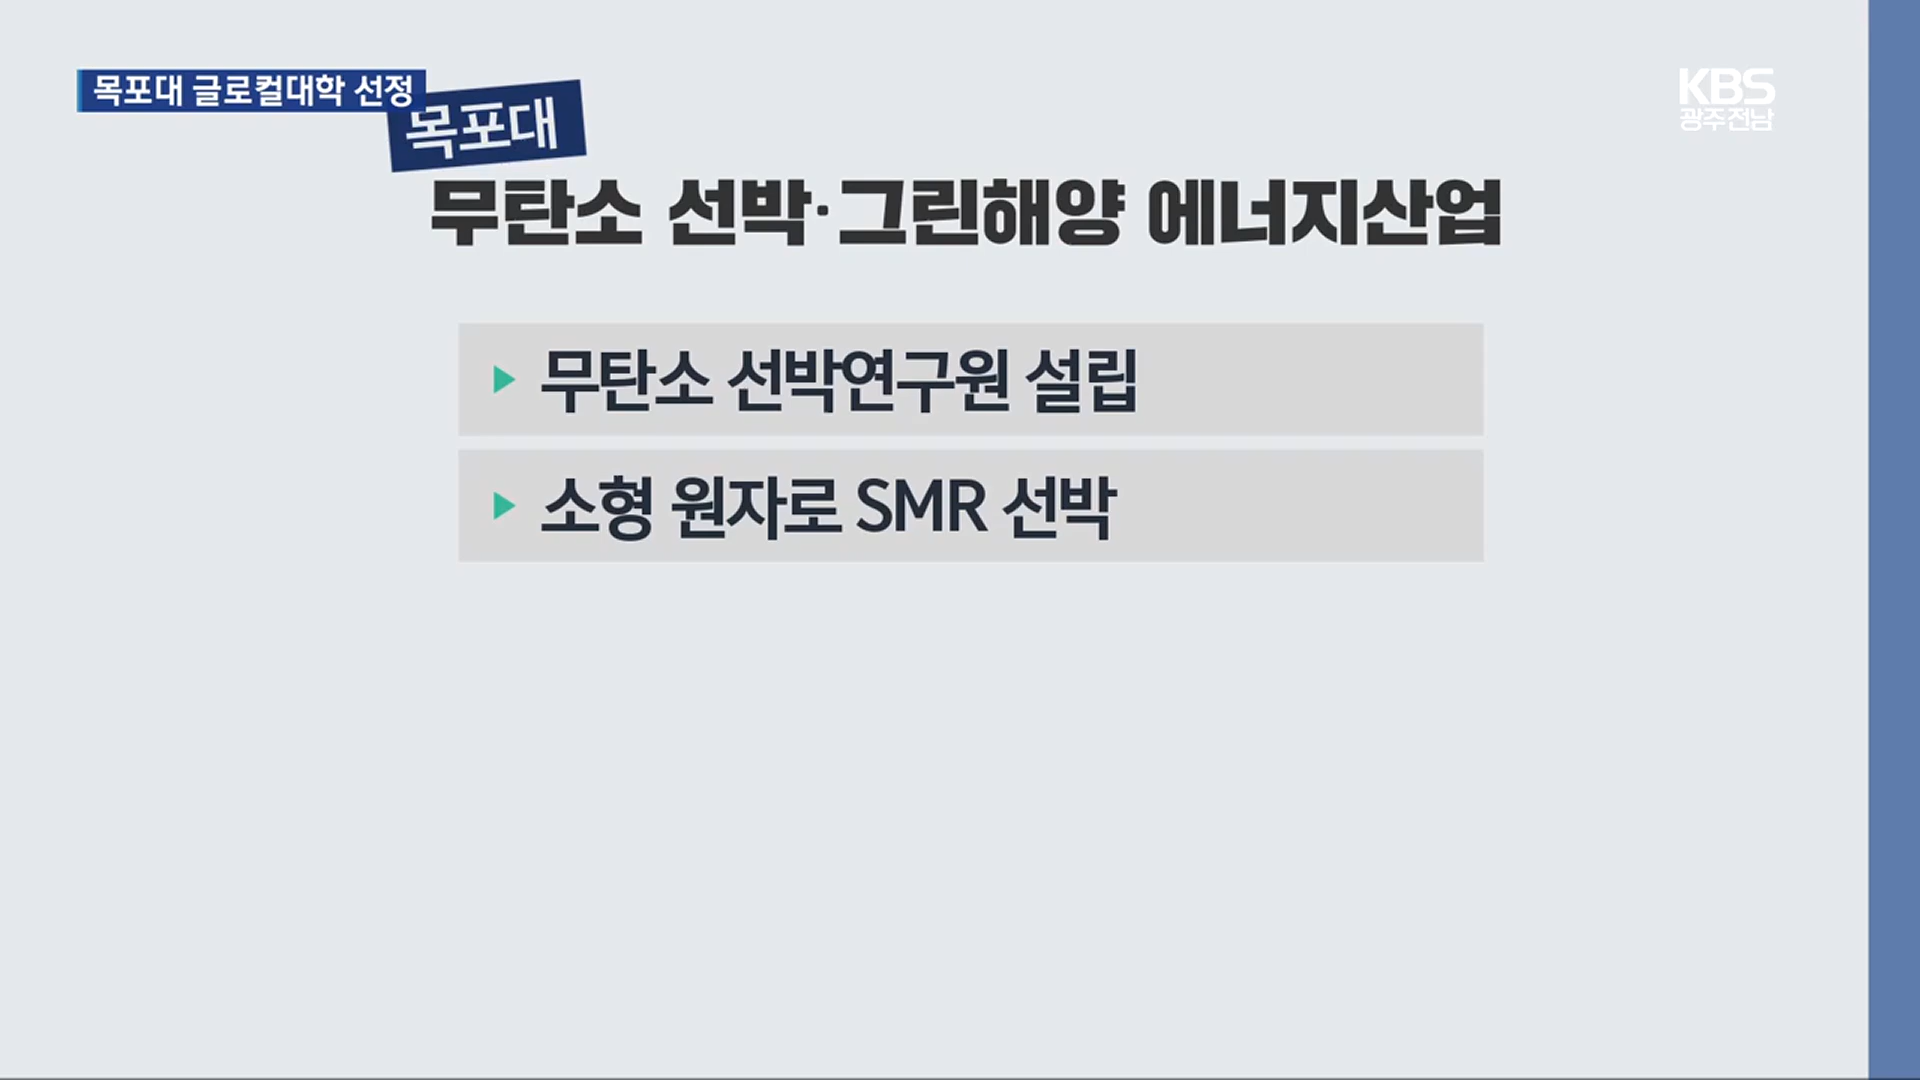 목포대 글로컬대학 선정
KBS
광주전남
목포대
무탄소 선박·그린해양 에너지산업
무탄소 선박연구원 설립
소형 원자로 SMR 선박